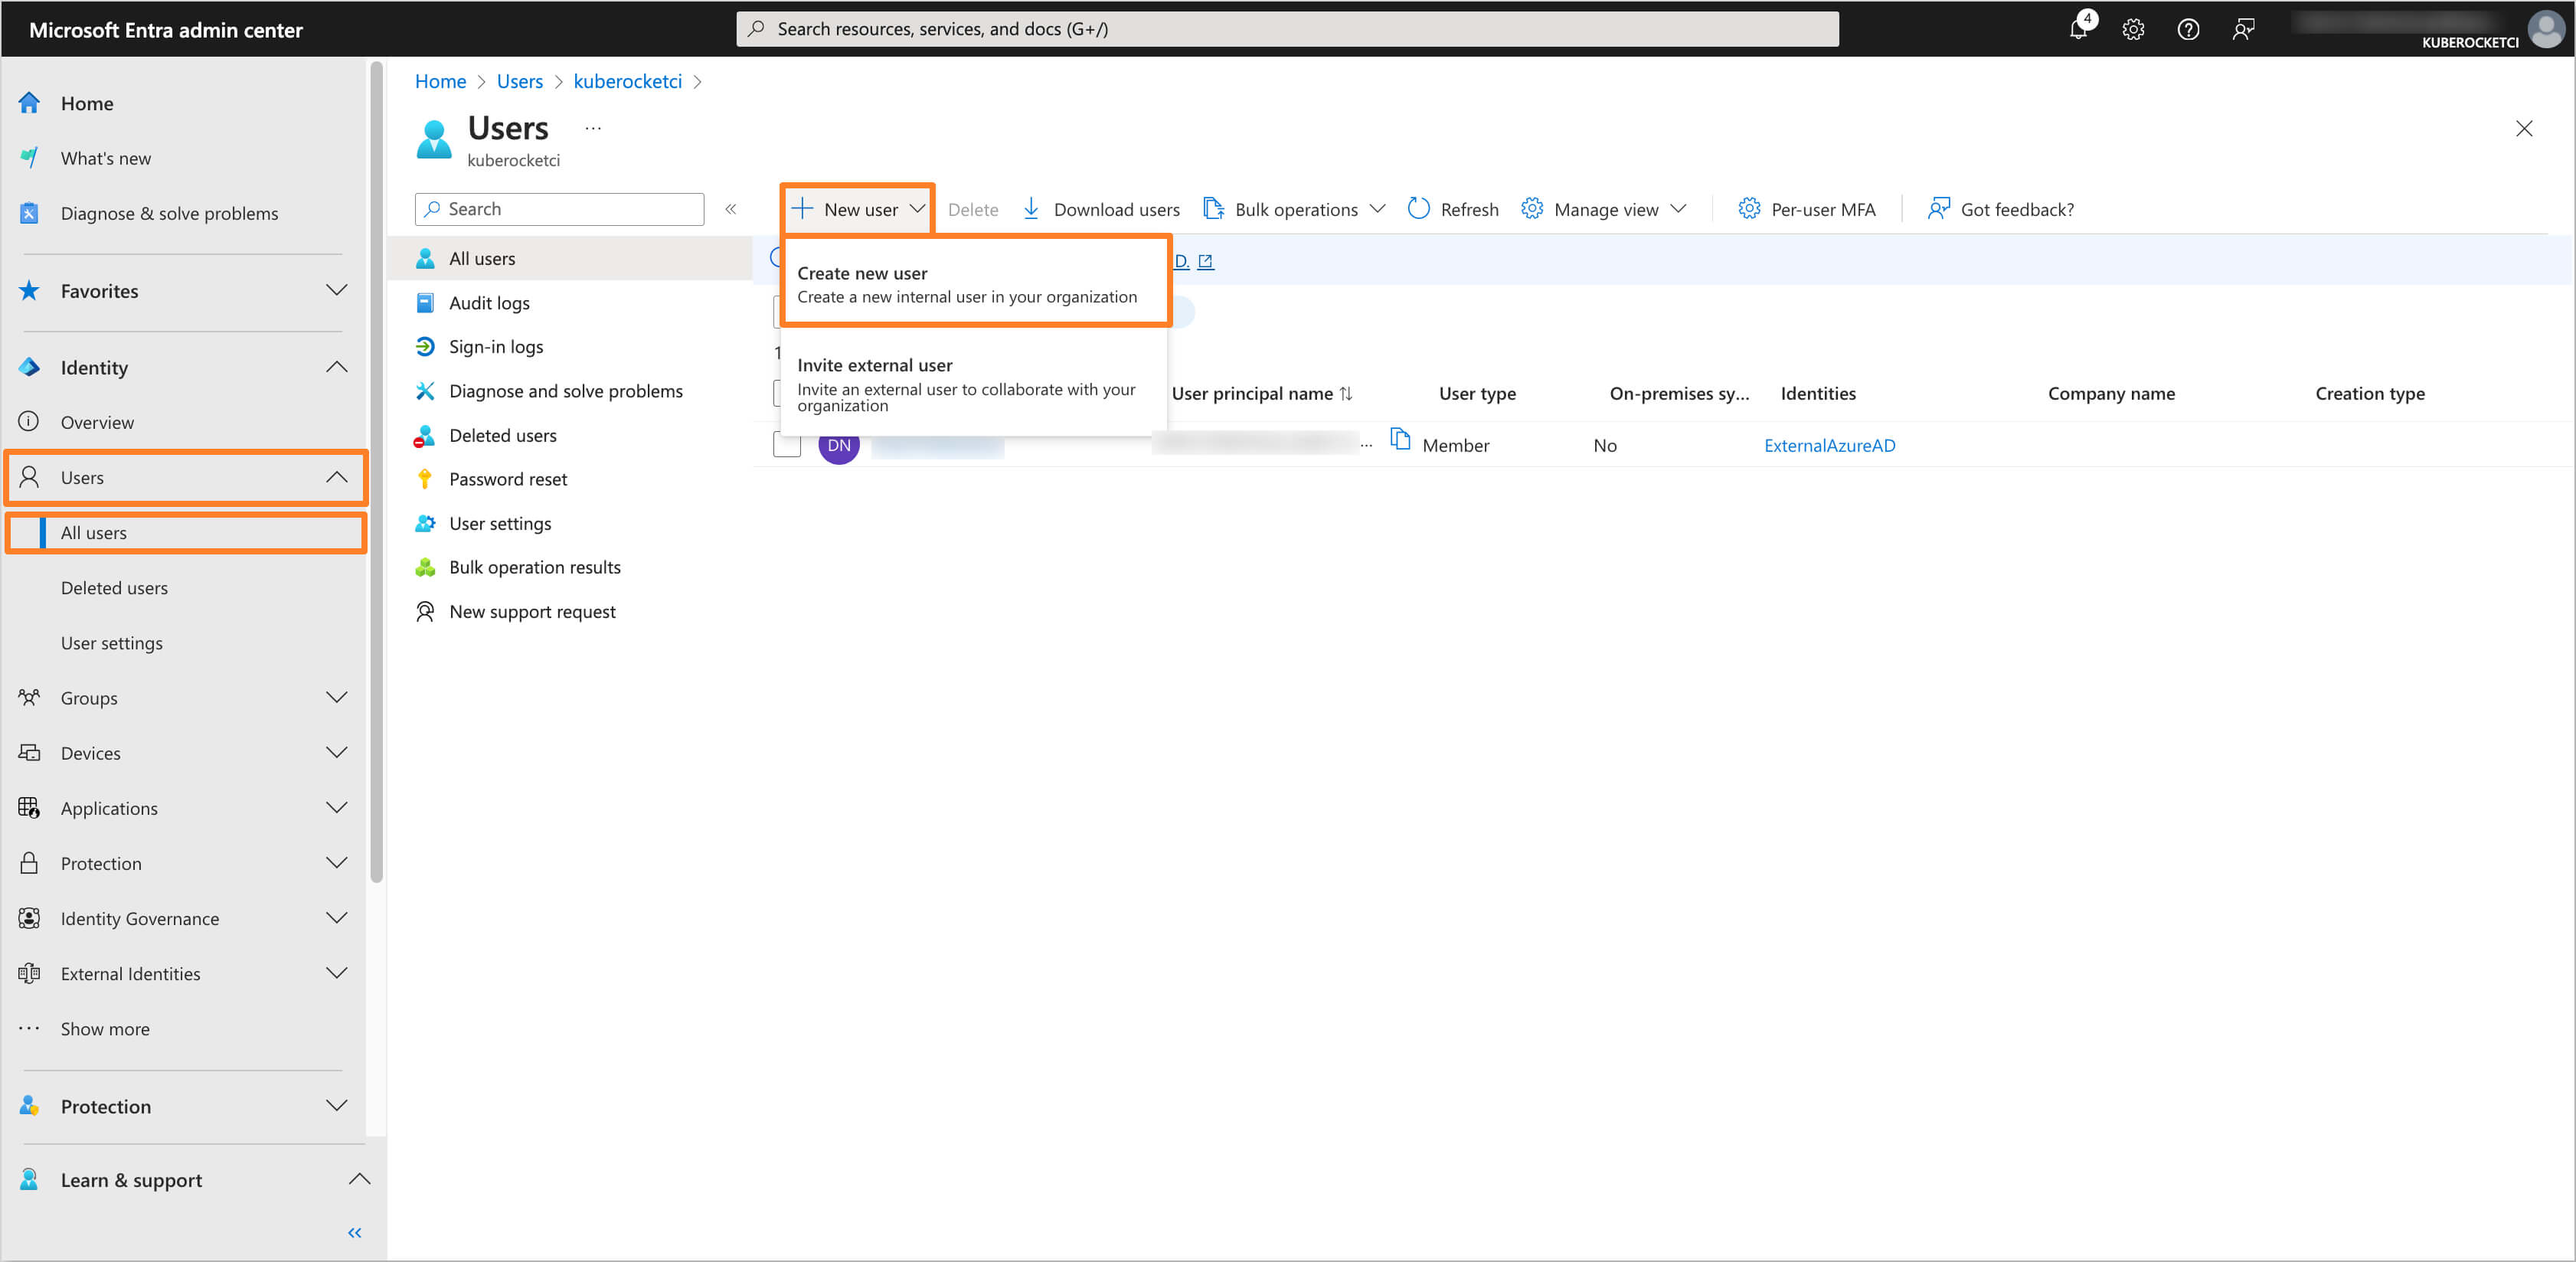 Microsoft Entra admin center
Search resources, services, and docs (G+/)
4
KUBEROCKETCI
Home
What's new
Diagnose & solve problems
Favorites
Identity
Overview
Users
All users
Deleted users
User settings
Groups
Devices
Applications
Protection
Identity Governance
External Identities
Show more
Protection
Learn & support
Home > Users > kuberocketci >
Users
kuberocketci
Search
All users
Audit logs
Sign-in logs
Diagnose and solve problems
Deleted users
Password reset
User settings
Bulk operation results
New support request
New user Delete Download users Bulk operations Refresh Manage view Per-user MFA Got feedback?
D.
Create new user
Create a new internal user in your organization
Invite external user
Invite an external user to collaborate with your
organization
User principal name User type On-premises sy... Identities Company name Creation type
DN ... Member No ExternalAzureAD